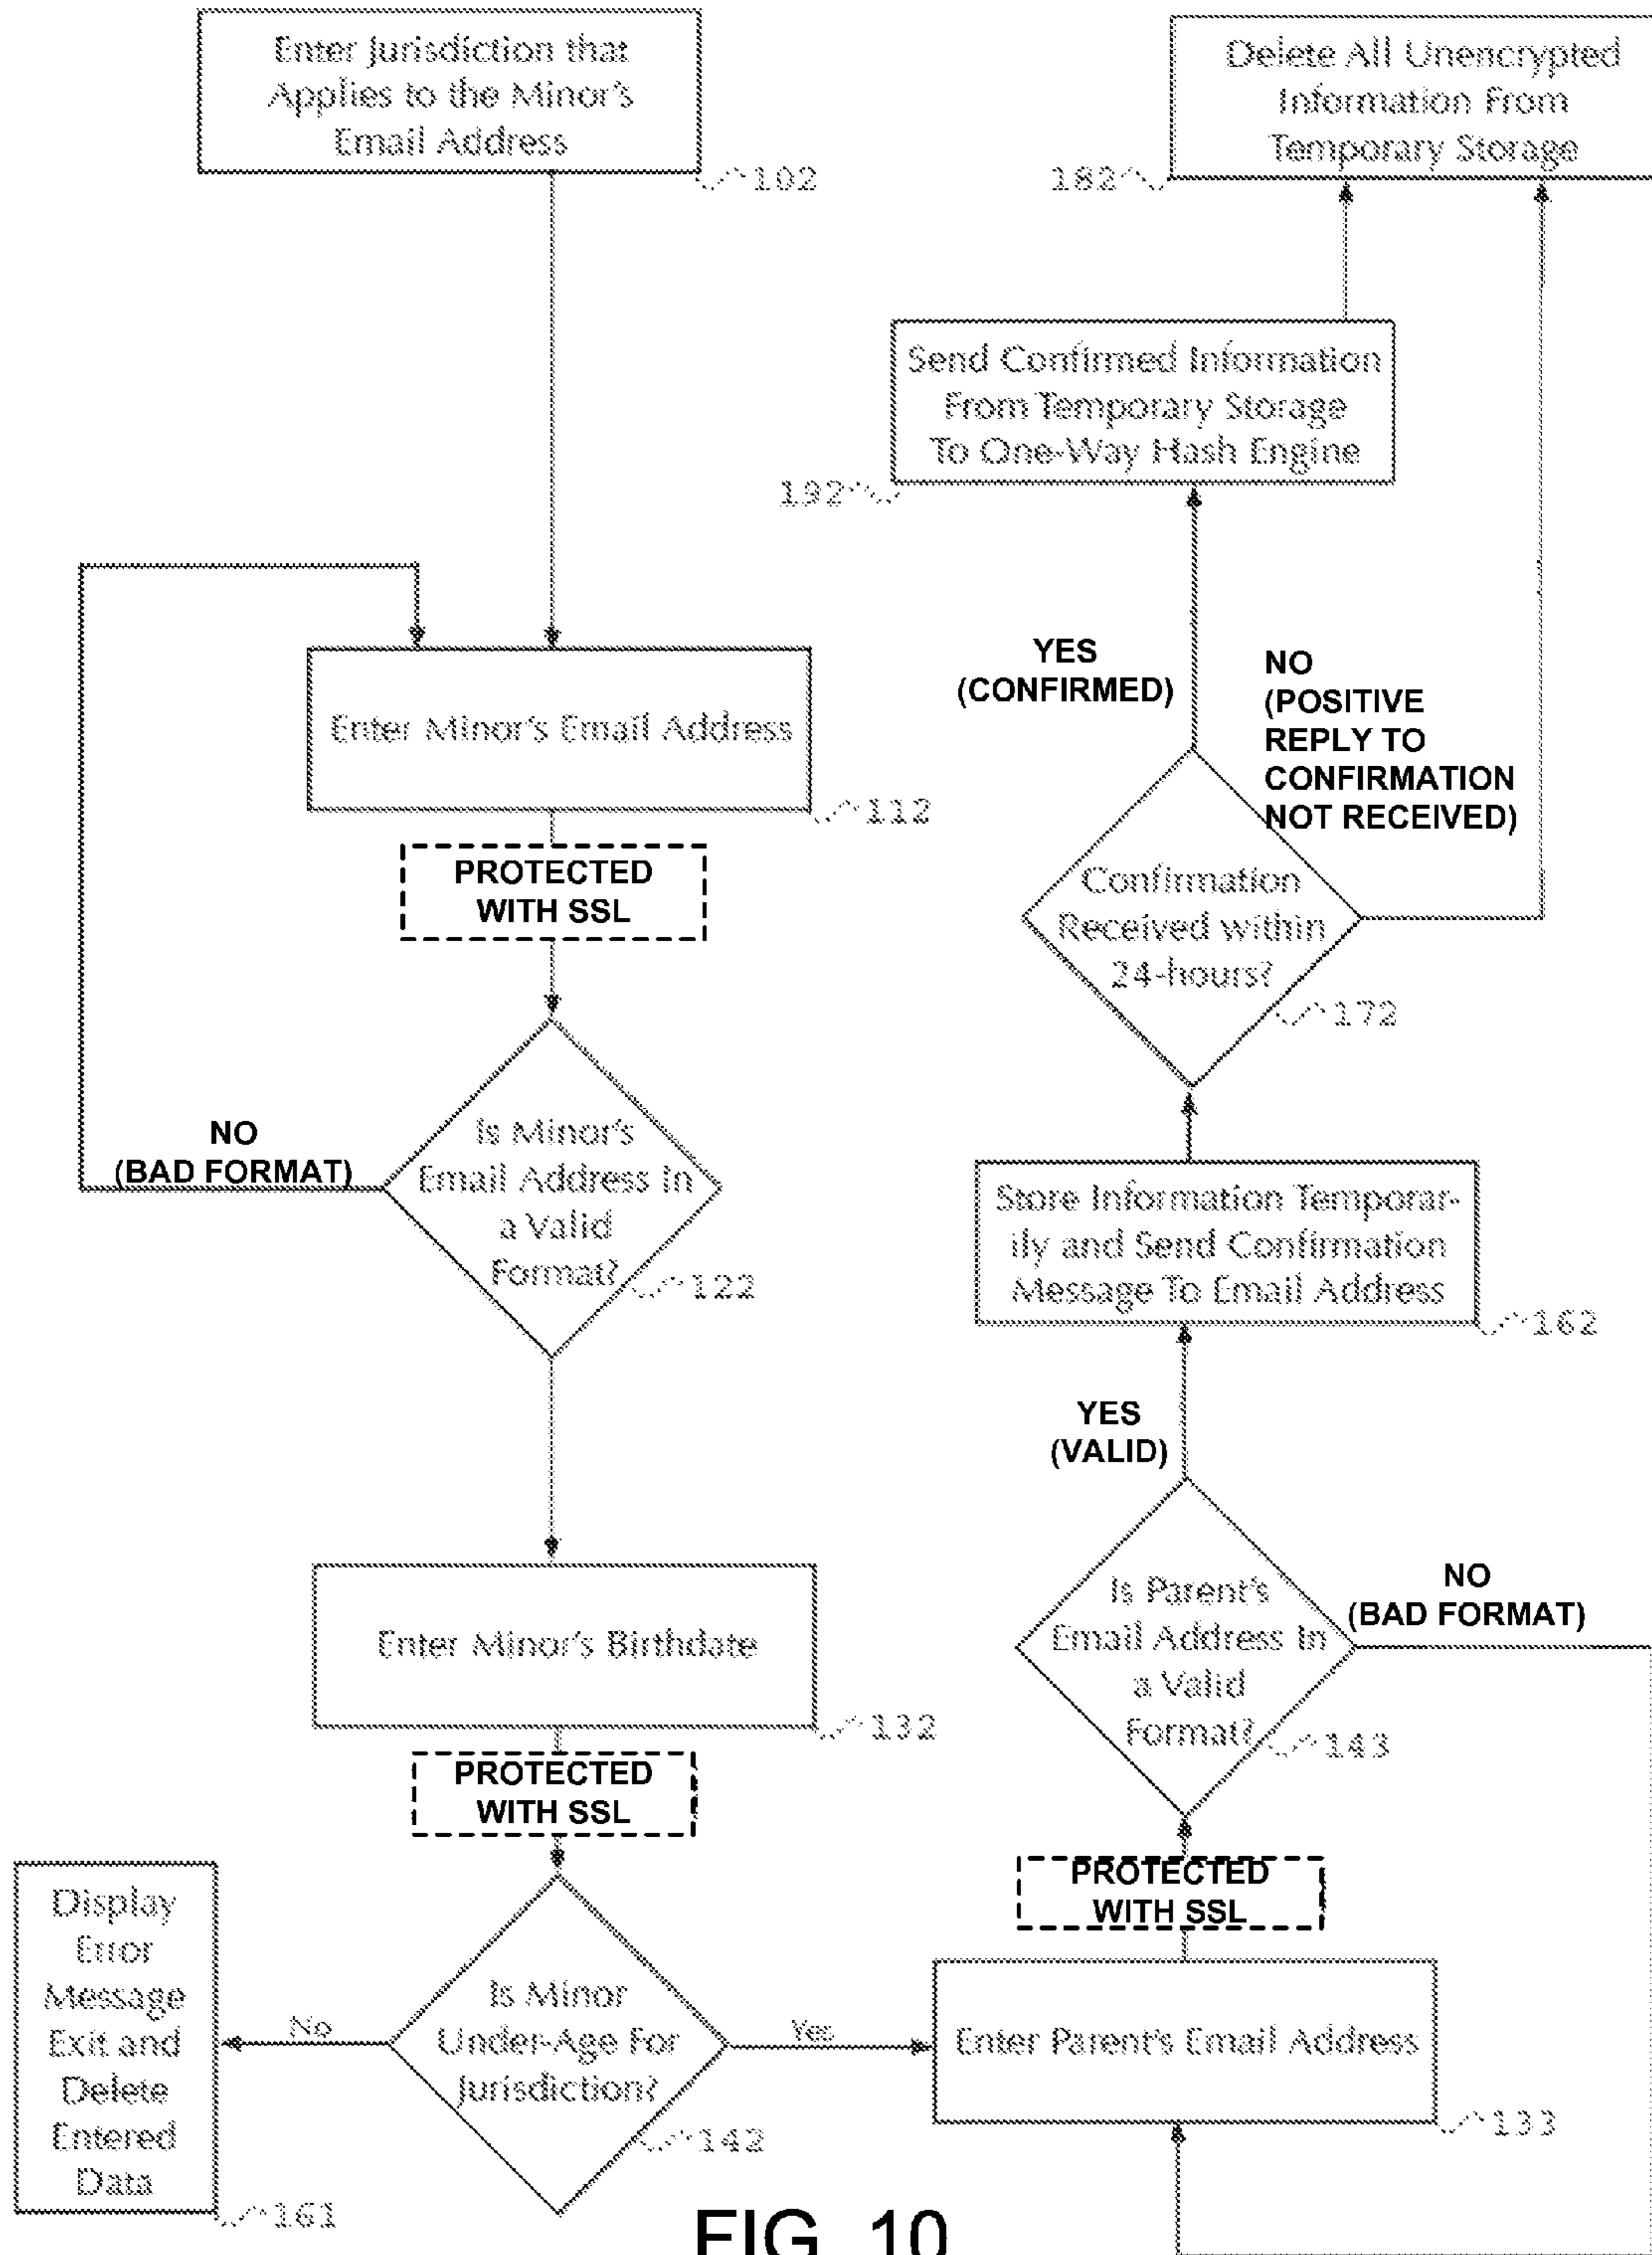 Enter Jurisdiction that
Applies to the Minor's
Email Address
102
Enter Minor's Email Address
112
PROTECTED
WITH SSL
Is Minor's
Email Address in
a Valid
Format?
122
NO
(BAD FORMAT)
Enter Minor's Birthdate
132
PROTECTED
WITH SSL
Is Minor
Under-Age For
Jurisdiction?
142
No
Display
Error
Message
Exit and
Delete
Entered
Data
161
Yes
Enter Parent's Email Address
133
PROTECTED
WITH SSL
Is Parent's
Email Address In
a Valid
Format?
143
NO
(BAD FORMAT)
YES
(VALID)
Store Information Temporar-
ily and Send Confirmation
Message To Email Address
162
Confirmation
Received within
24-hours?
172
YES
(CONFIRMED)
NO
(POSITIVE
REPLY TO
CONFIRMATION
NOT RECEIVED)
Send Confirmed Information
From Temporary Storage
To One-Way Hash Engine
192
Delete All Unencrypted
Information From
Temporary Storage
182
FIG. 10